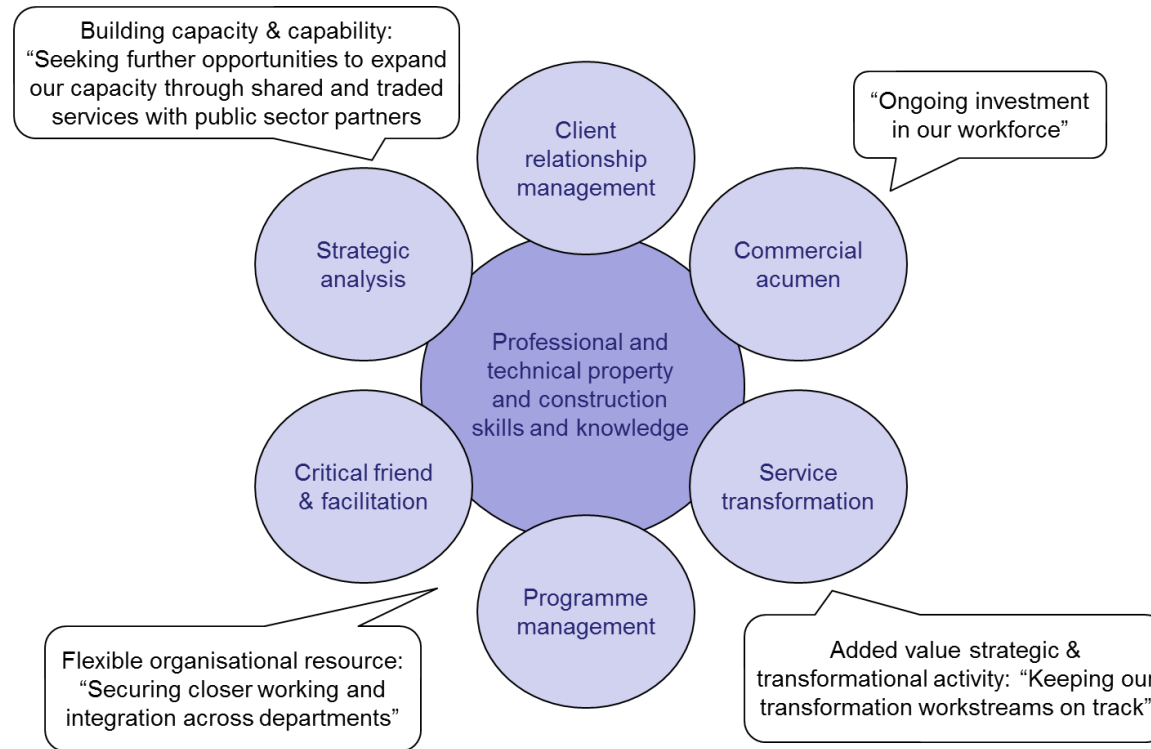 Building capacity & capability:
“Seeking further opportunities to expand
our capacity through shared and traded
services with public sector partners
“Ongoing investment
in our workforce”
Client
relationship
management
Strategic
analysis
Commercial
acumen
Professional and
technical property
and construction
skills and knowledge
Critical friend
& facilitation
Service
transformation
Programme
management
Flexible organisational resource:
“Securing closer working and
integration across departments”
Added value strategic &
transformational activity: “Keeping our
transformation workstreams on track”